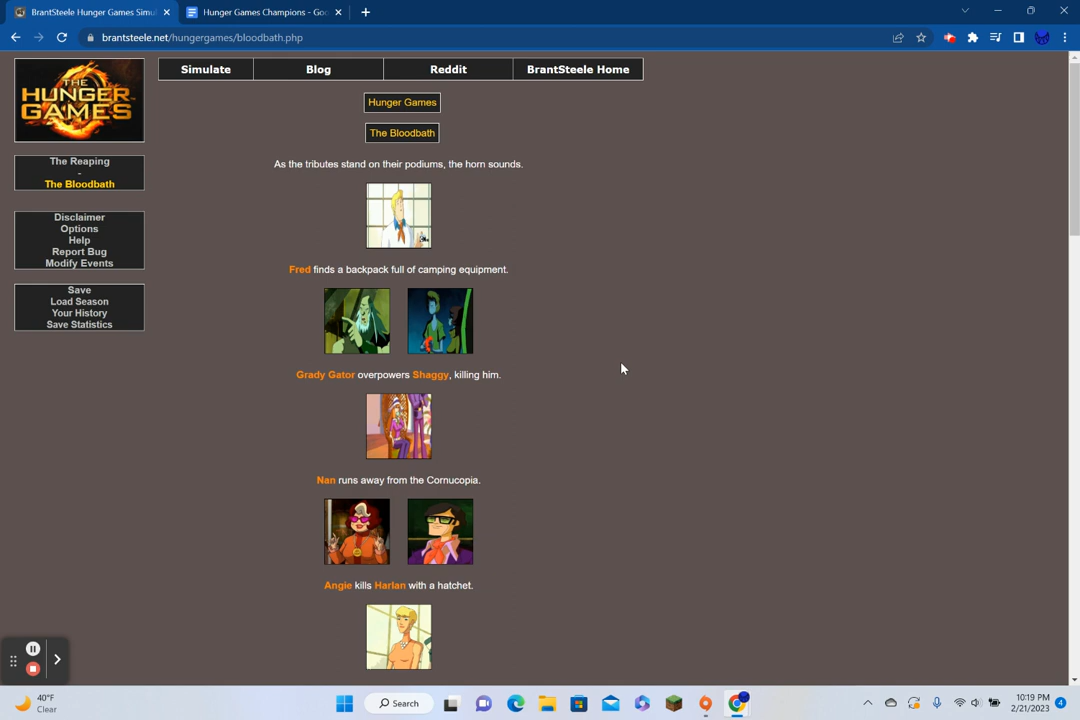 BrantSteele Hunger Games Simu
Hunger Games Champions - Goo
brantsteele.net/hungergames/bloodbath.php
THE
HUNGER
GAMES
Simulate
Blog
Reddit
BrantSteele Home
Hunger Games
The Bloodbath
The Reaping
-
The Bloodbath
Disclaimer
Options
Help
Report Bug
Modify Events
Save
Load Season
Your History
Save Statistics
As the tributes stand on their podiums, the horn sounds.
Fred finds a backpack full of camping equipment.
Grady Gator overpowers Shaggy, killing him.
Nan runs away from the Cornucopia.
Angie kills Harlan with a hatchet.
40°F
Clear
Search
10:19 PM
2/21/2023
4